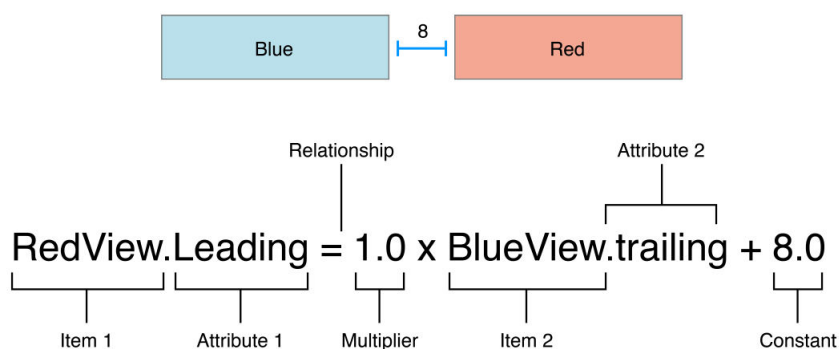 8
Blue
Red
Relationship
Attribute 2
RedView.Leading = 1.0 x BlueView.trailing + 8.0
Item 1
Attribute 1
Multiplier
Item 2
Constant